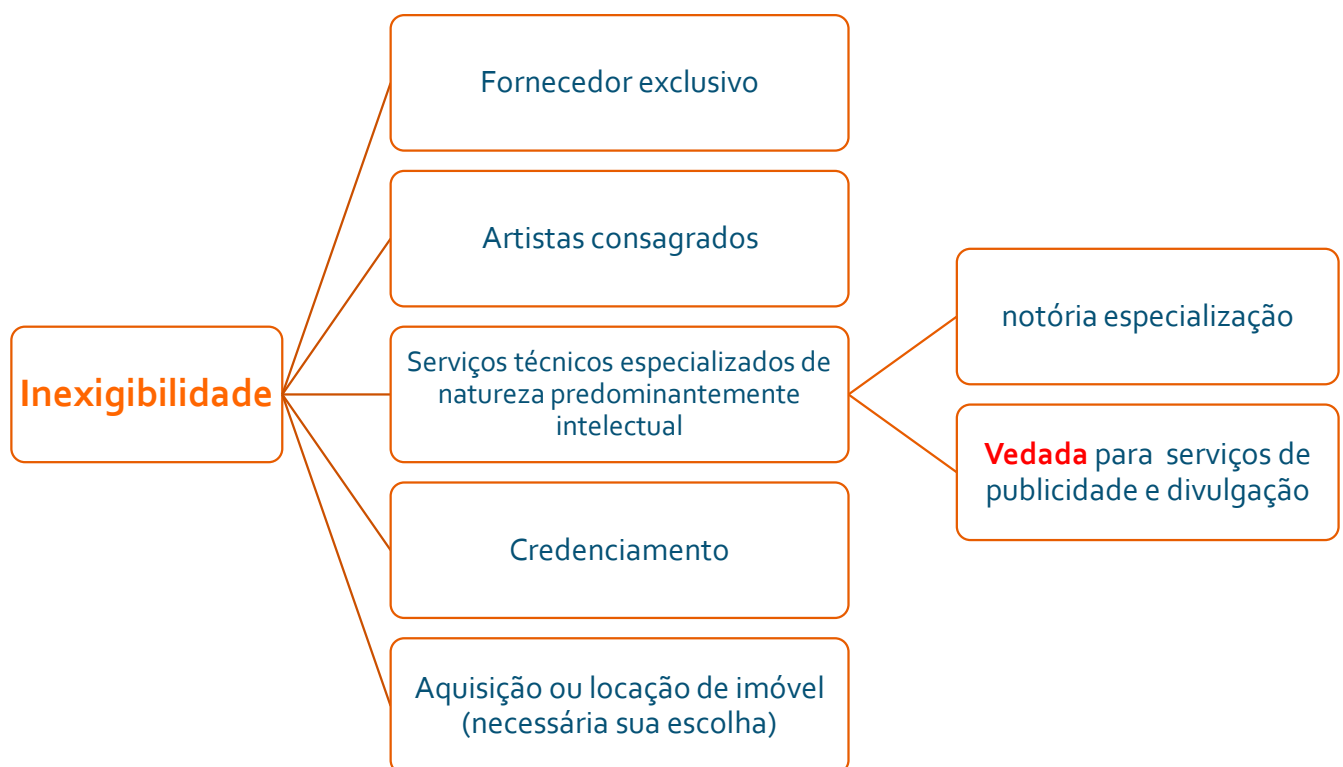 Inexigibilidade
Fornecedor exclusivo
Artistas consagrados
Serviços técnicos especializados de
natureza predominantemente
intelectual
notória especialização
Vedada para serviços de
publicidade e divulgação
Credenciamento
Aquisição ou locação de imóvel
(necessária sua escolha)